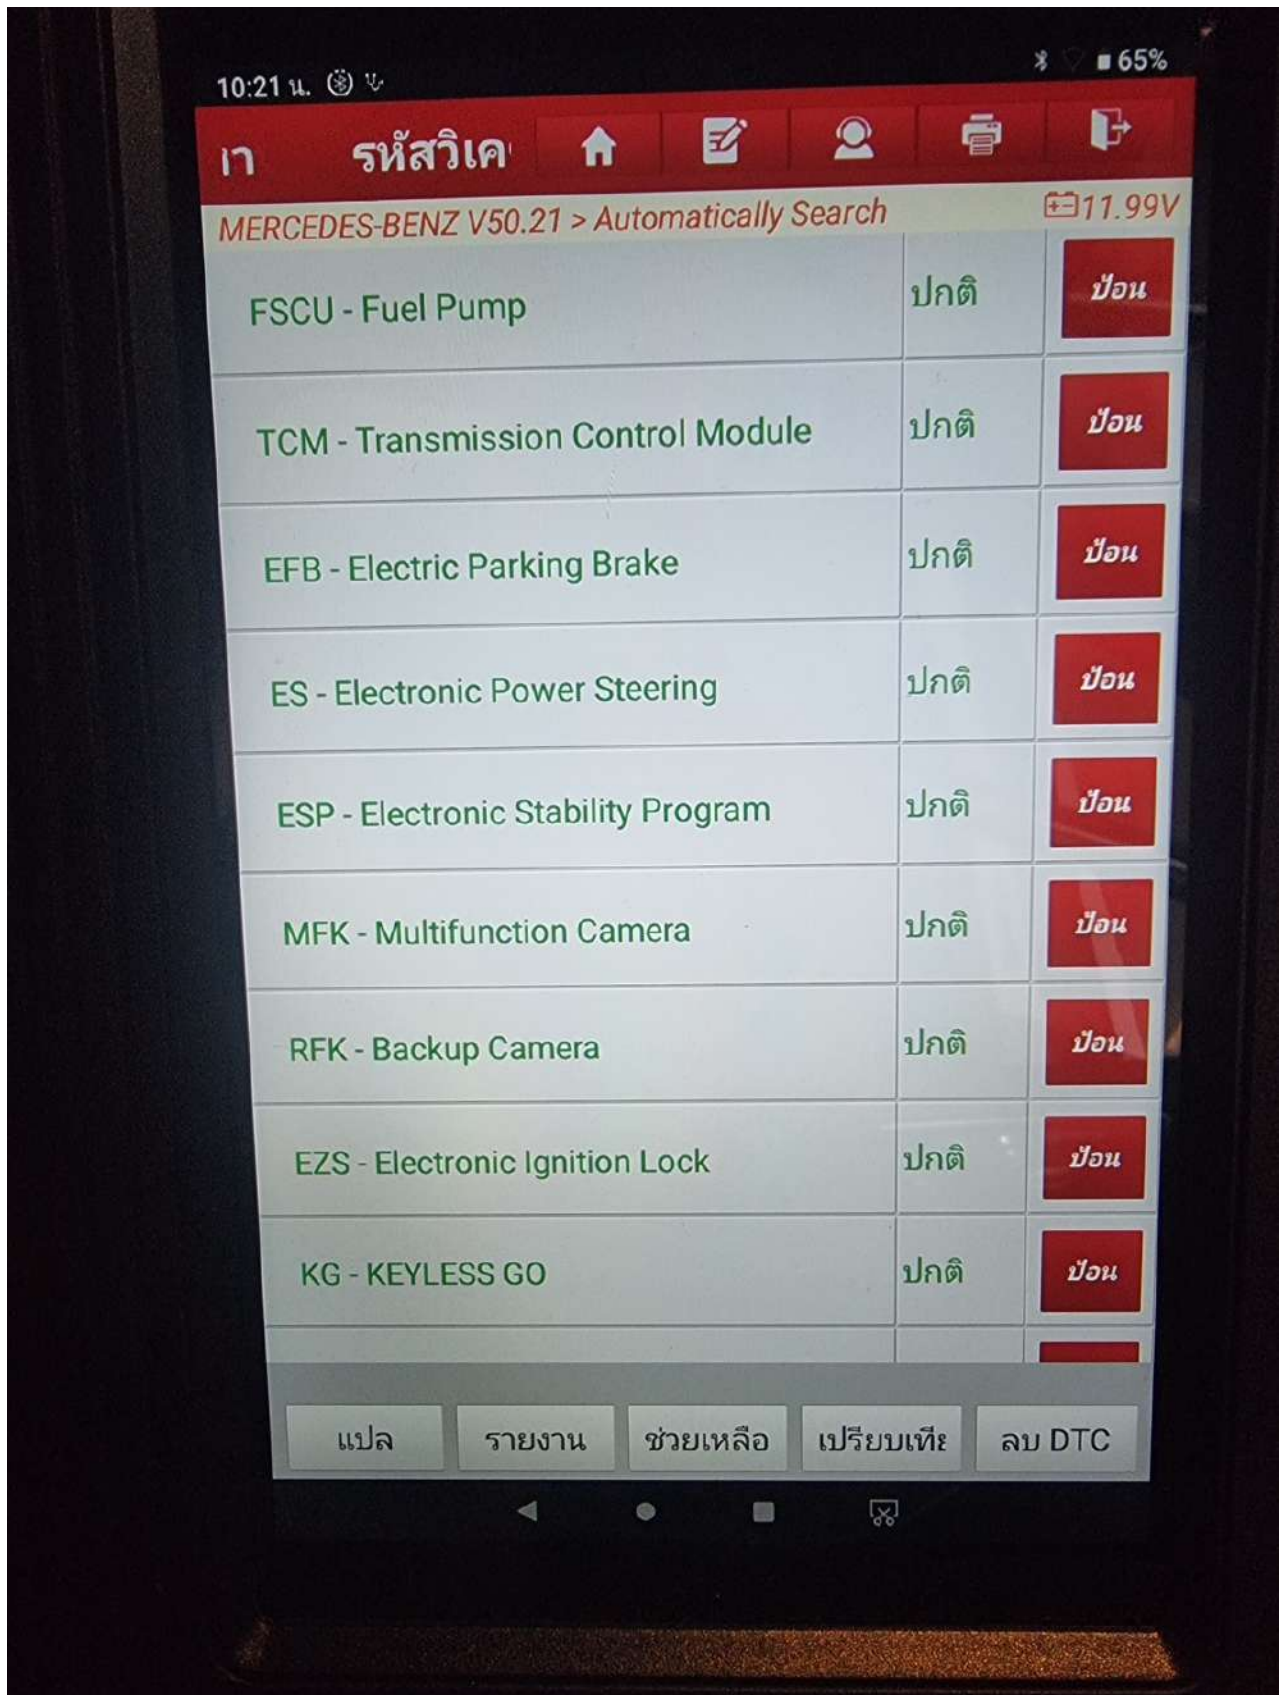 10:21 น. 65%
รหัสวิเค
MERCEDES-BENZ V50.21 > Automatically Search 11.99V
FSCU - Fuel Pump ปกติ ป้อน
TCM - Transmission Control Module ปกติ ป้อน
EFB - Electric Parking Brake ปกติ ป้อน
ES - Electronic Power Steering ปกติ ป้อน
ESP - Electronic Stability Program ปกติ ป้อน
MFK - Multifunction Camera ปกติ ป้อน
RFK - Backup Camera ปกติ ป้อน
EZS - Electronic Ignition Lock ปกติ ป้อน
KG - KEYLESS GO ปกติ ป้อน
แปล รายงาน ช่วยเหลือ เปรียบเทีย ลบ DTC